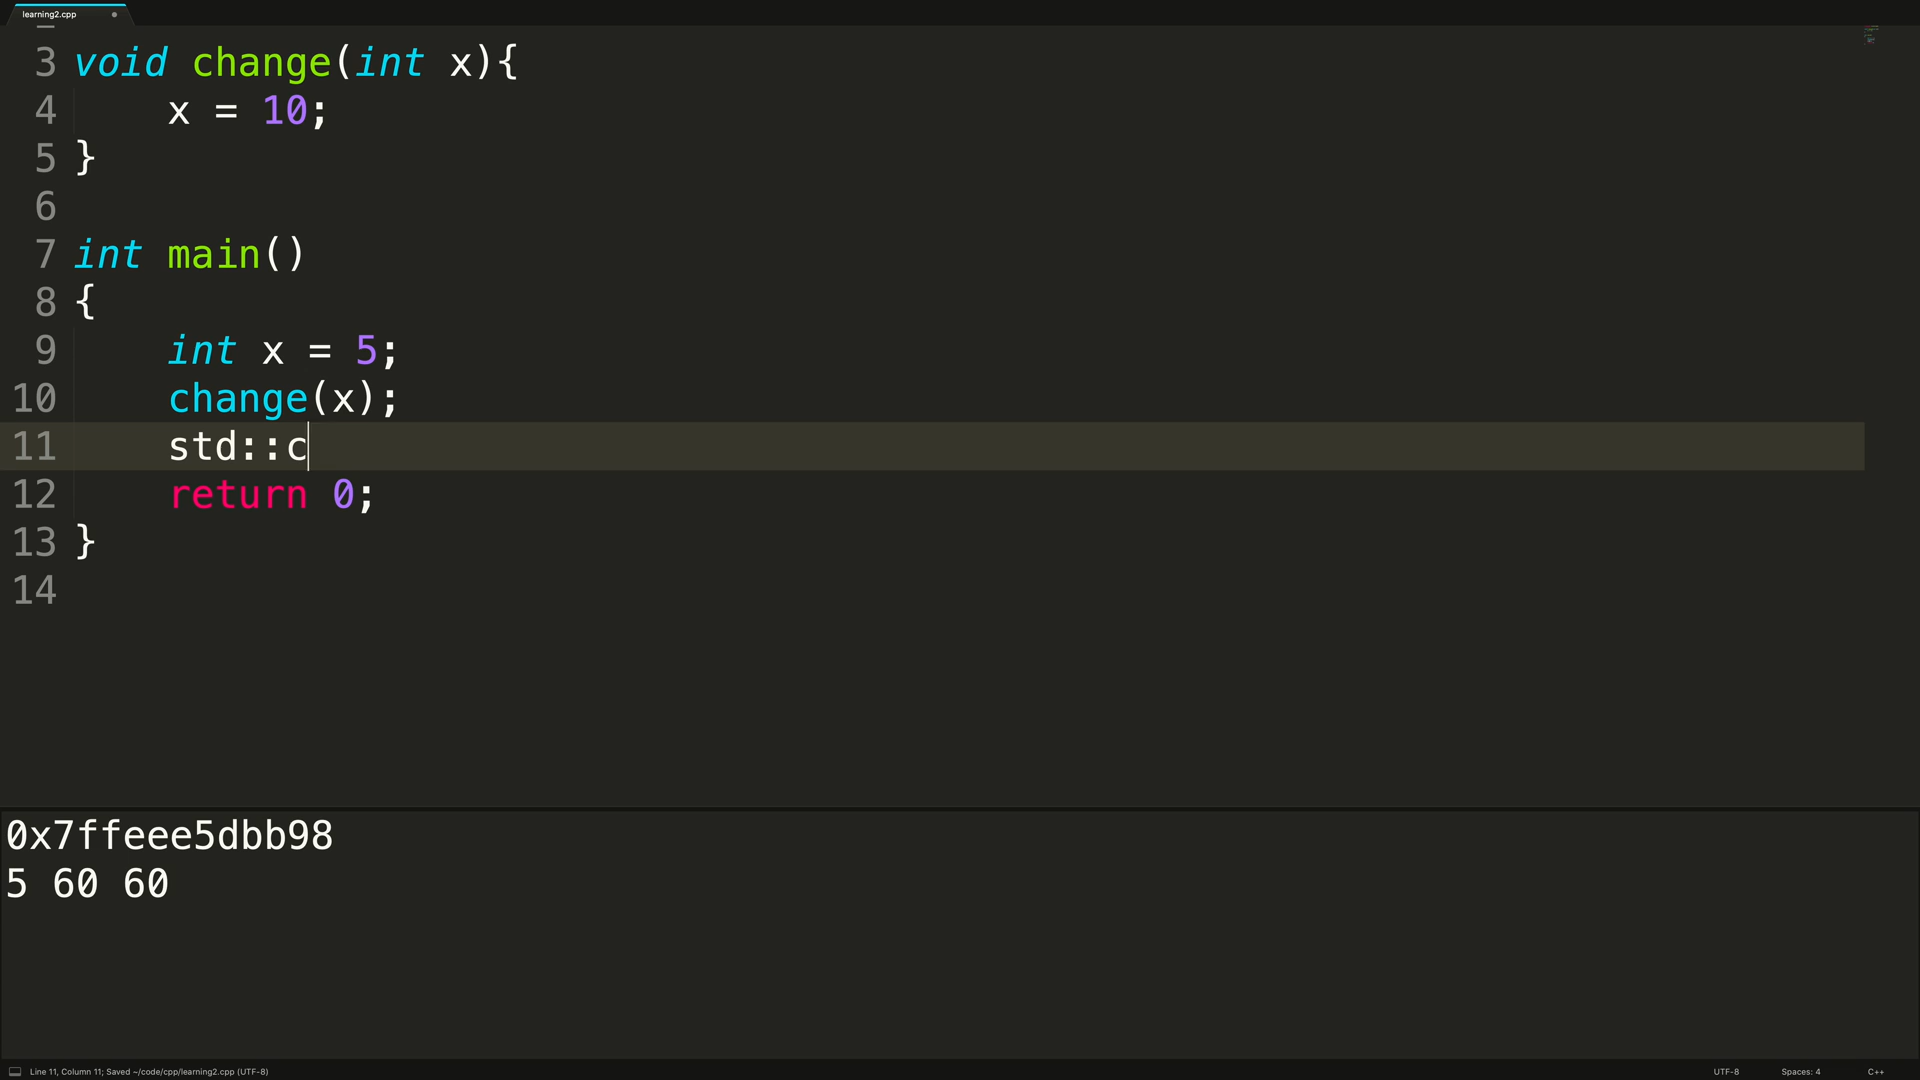 learning2.cpp
3 void change(int x){
4     x = 10;
5 }
6
7 int main()
8 {
9     int x = 5;
10     change(x);
11     std::c
12     return 0;
13 }
14
0x7ffeee5dbb98
5 60 60
Line 11, Column 11; Saved ~/code/cpp/learning2.cpp (UTF-8) UTF-8 Spaces: 4 C++